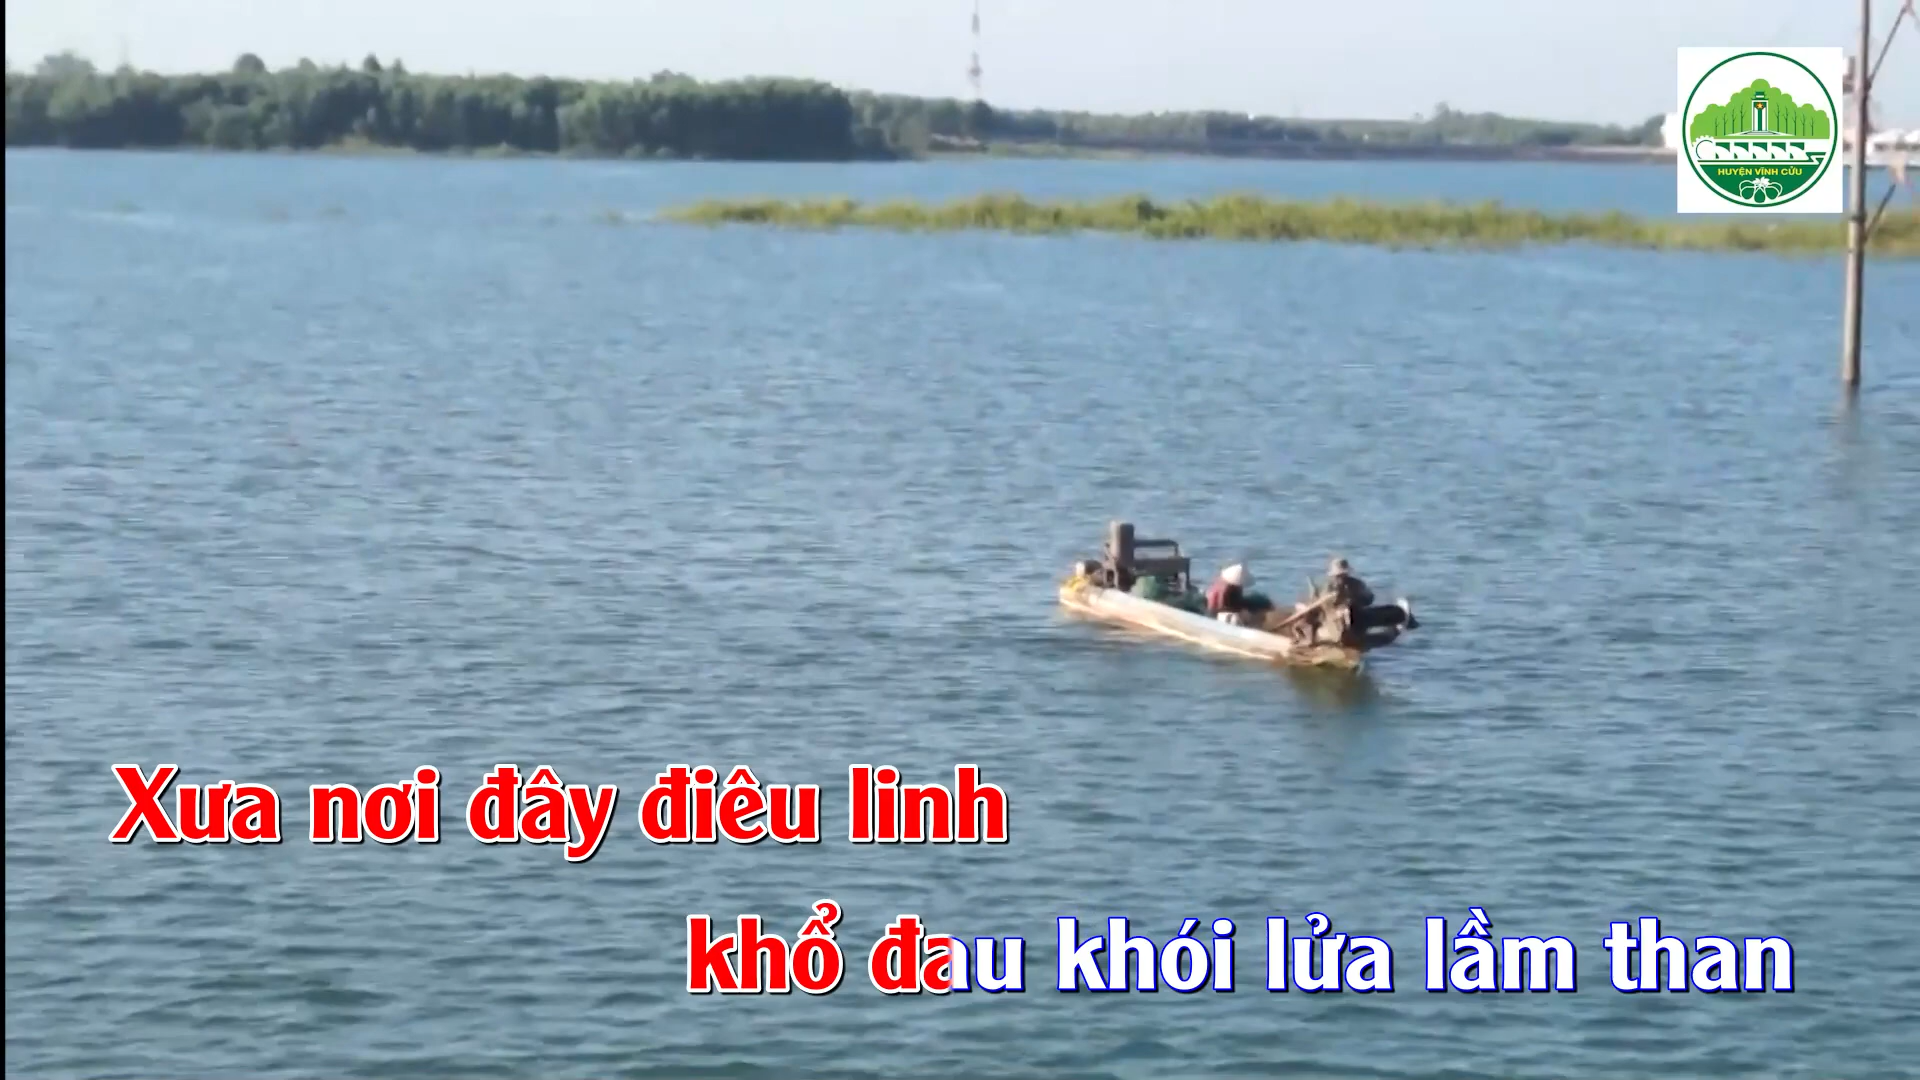 HUYỆN VĨNH CỬU
Xưa nơi đây điêu linh
khổ đau khói lửa lầm than